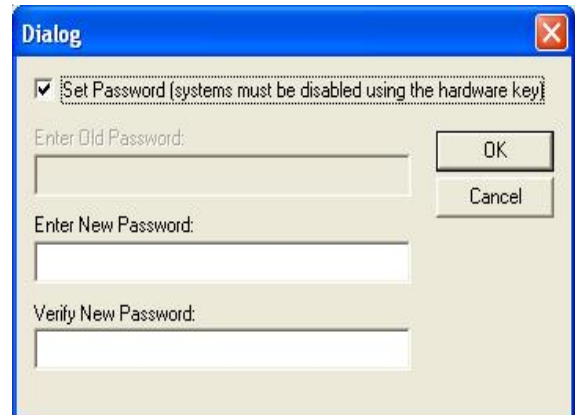 Dialog
Set Password (systems must be disabled using the hardware key)
Enter Old Password:
OK
Cancel
Enter New Password:
Verify New Password: